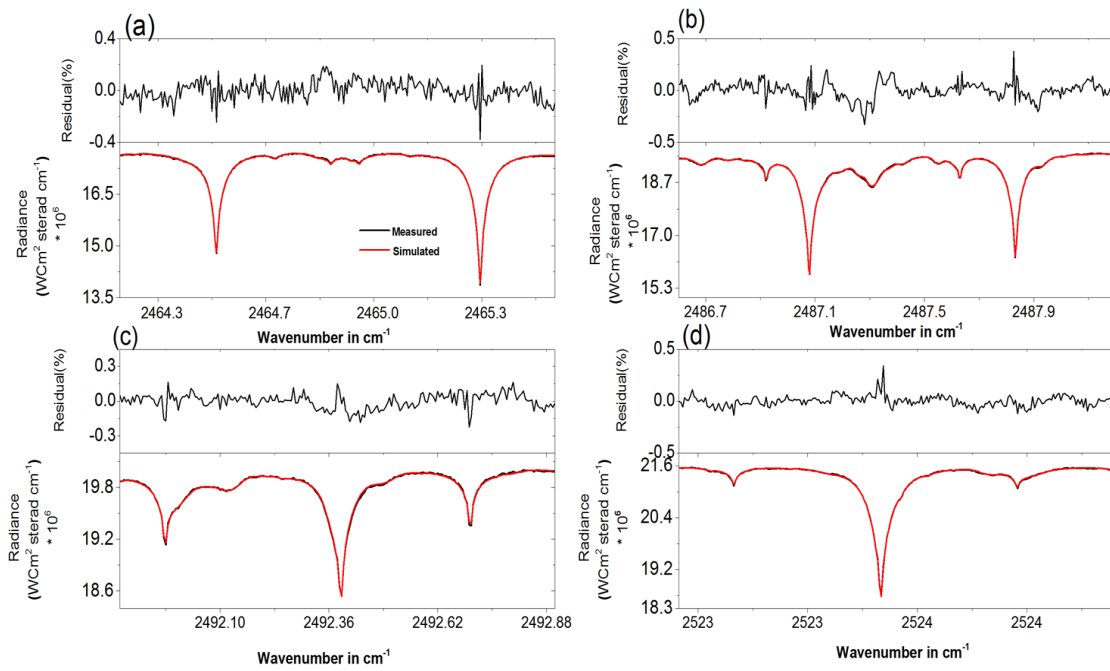 (a)
0.4
0.0
-0.4
Residual(%)
16.5
15.0
13.5
Radiance
(WCm² sterad cm⁻¹)
* 10⁶
Measured
Simulated
2464.3 2464.7 2465.0 2465.3
Wavenumber in cm⁻¹
(b)
0.5
0.0
-0.5
Residual(%)
18.7
17.0
15.3
Radiance
(WCm² sterad cm⁻¹)
* 10⁶
2486.7 2487.1 2487.5 2487.9
Wavenumber in cm⁻¹
(c)
0.3
0.0
-0.3
Residual(%)
19.8
19.2
18.6
Radiance
(WCm² sterad cm⁻¹)
* 10⁶
2492.10 2492.36 2492.62 2492.88
Wavenumber in cm⁻¹
(d)
0.5
0.0
-0.5
Residual(%)
21.6
20.4
19.2
18.3
Radiance
(WCm² sterad cm⁻¹)
* 10⁶
2523 2523 2524 2524
Wavenumber in cm⁻¹